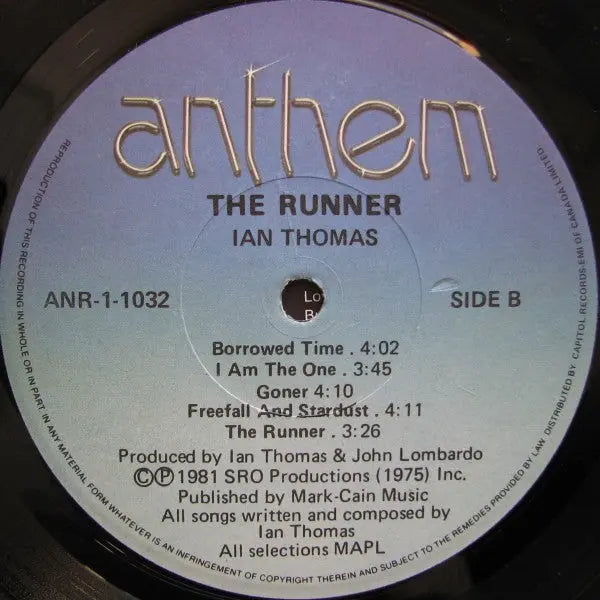 anthem
THE RUNNER
IAN THOMAS
ANR-1-1032
SIDE B
Borrowed Time . 4:02
I Am The One . 3:45
Goner 4:10
Freefall And Stardust . 4:11
The Runner . 3:26
Produced by Ian Thomas & John Lombardo
©℗1981 SRO Productions (1975) Inc.
Published by Mark-Cain Music
All songs written and composed by
Ian Thomas
All selections MAPL
REPRODUCTION OF THIS RECORDING IN WHOLE OR IN PART IN ANY MATERIAL FORM WHATEVER IS AN INFRINGEMENT OF COPYRIGHT THEREIN AND SUBJECT TO THE REMEDIES PROVIDED BY LAW DISTRIBUTED BY CAPITOL RECORDS-EMI OF CANADA LIMITED